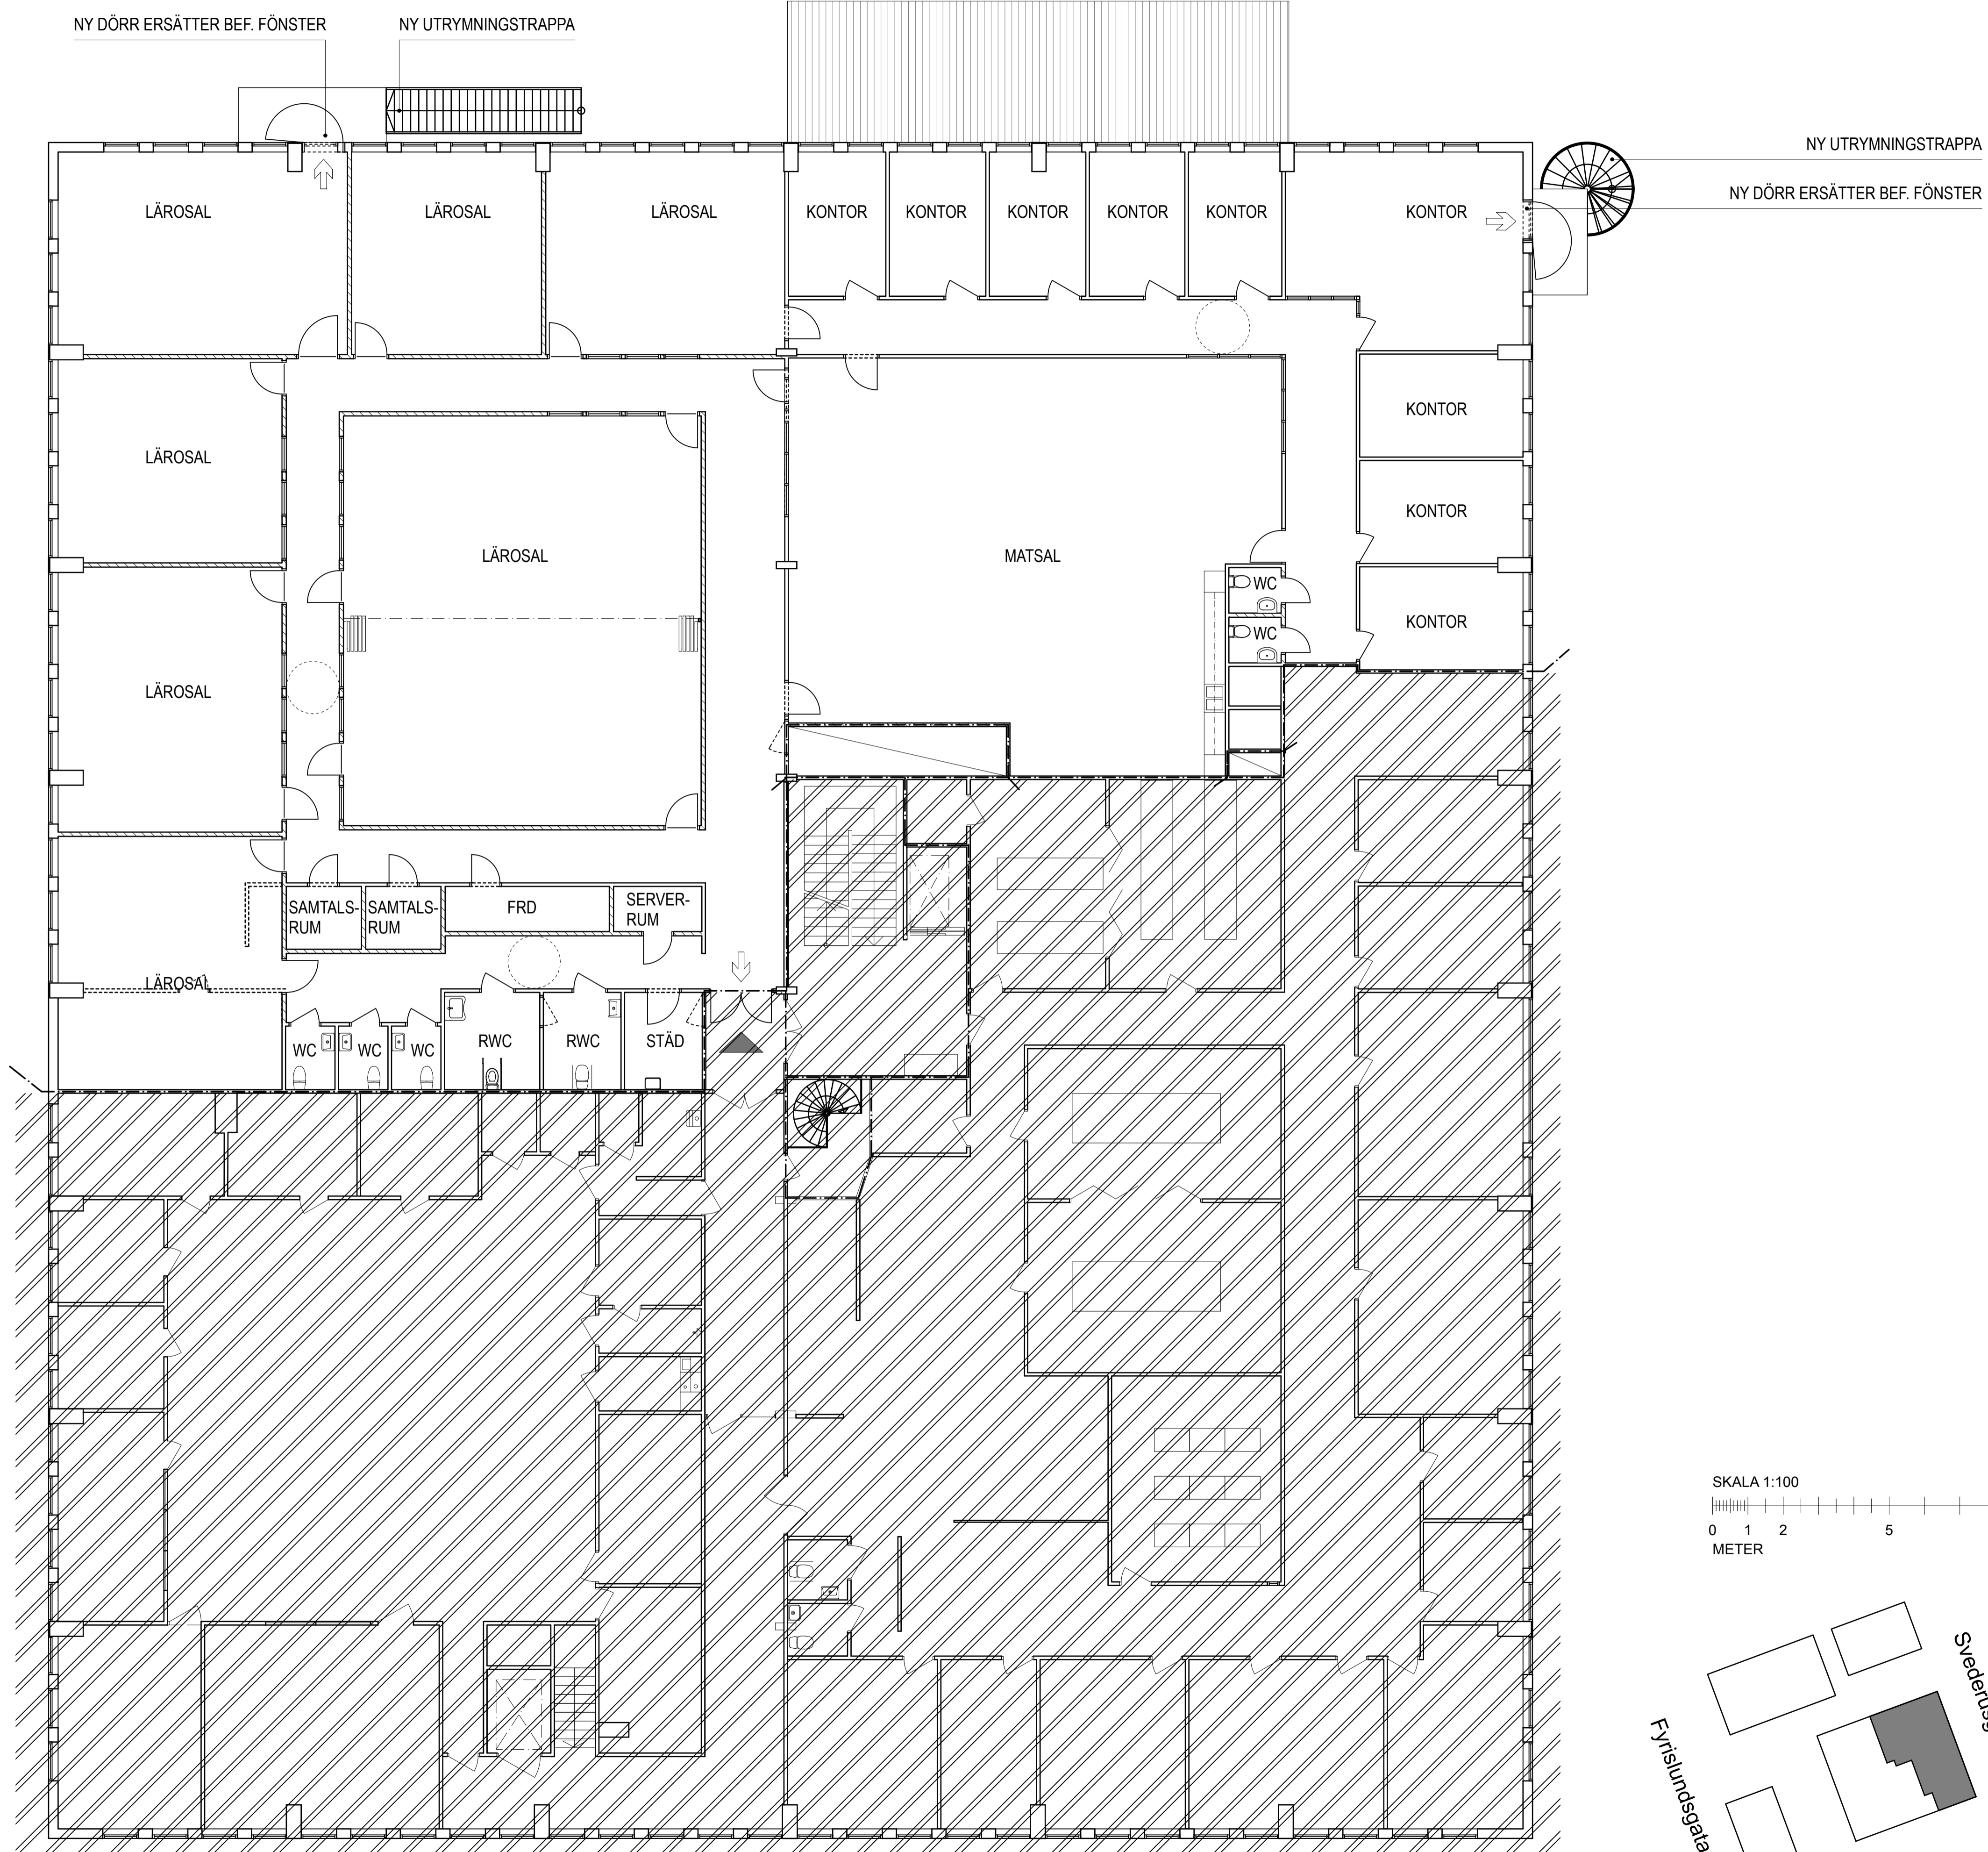 NY DÖRR ERSÄTTER BEF. FÖNSTER
NY UTRYMNINGSTRAPPA
NY UTRYMNINGSTRAPPA
NY DÖRR ERSÄTTER BEF. FÖNSTER
LÄROSAL
LÄROSAL
LÄROSAL
KONTOR
KONTOR
KONTOR
KONTOR
KONTOR
KONTOR
KONTOR
LÄROSAL
KONTOR
LÄROSAL
MATSAL
WC
KONTOR
WC
LÄROSAL
SAMTALS-
RUM
SAMTALS-
RUM
FRD
SERVER-
RUM
LÄROSAL
WC
WC
WC
RWC
RWC
STÄD
SKALA 1:100
0 1 2 5
METER
Fyrislundsgata